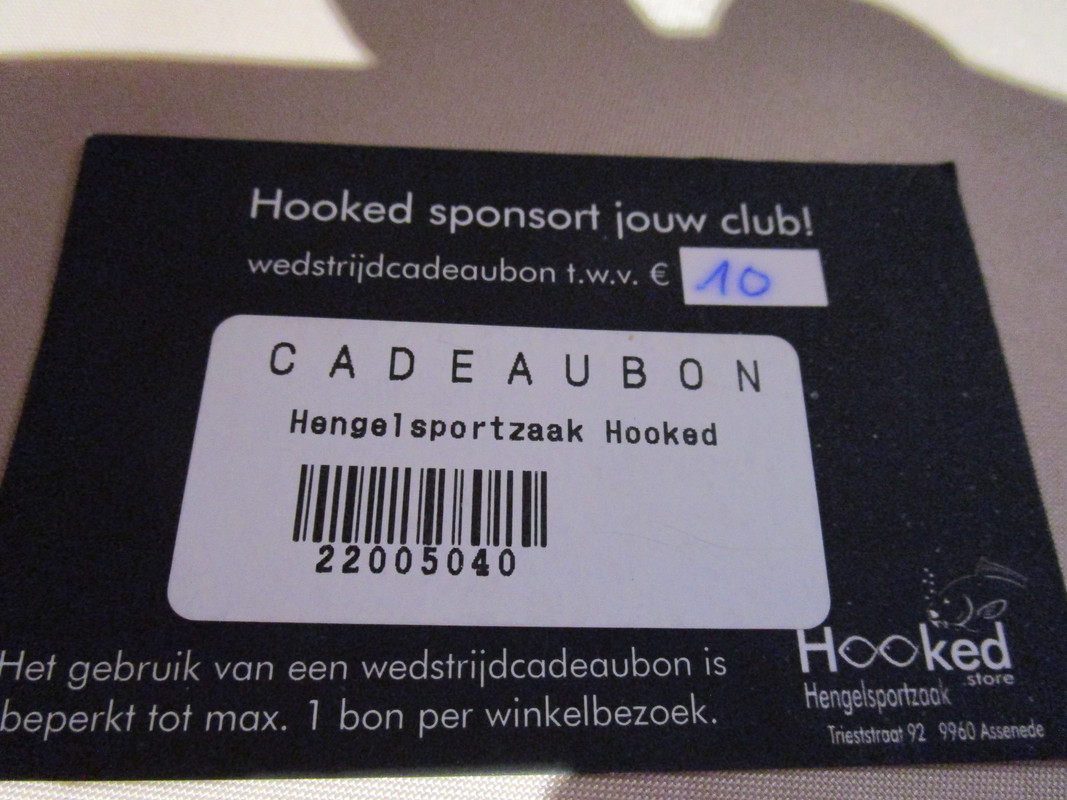 Hooked sponsort jouw club!
wedstrijdcadeaubon t.w.v. € 10
CADEAUBON
Hengelsportzaak Hooked
22005040
Het gebruik van een wedstrijdcadeaubon is
beperkt tot max. 1 bon per winkelbezoek.
Hooked
.store
Hengelsportzaak
Trieststraat 92 9960 Assenede